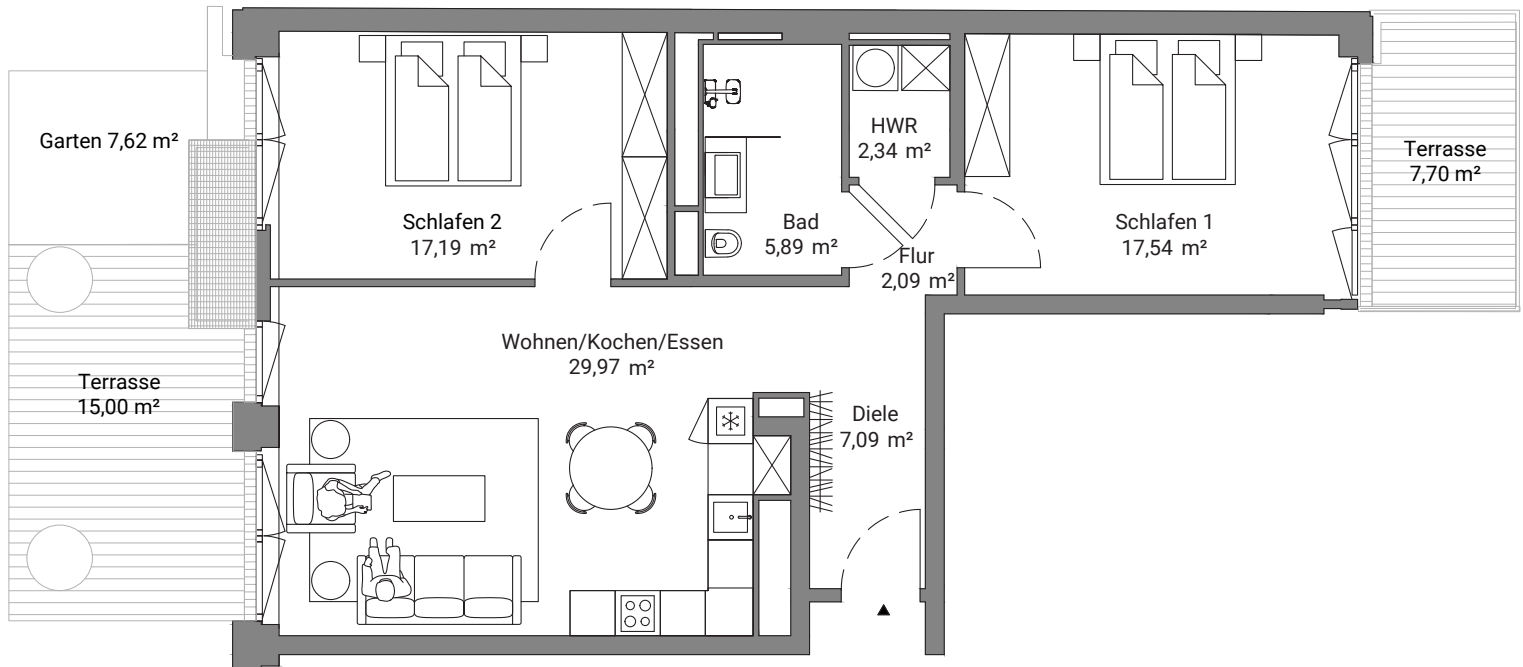 Garten 7,62 m²
Schlafen 2
17,19 m²
HWR
2,34 m²
Bad
5,89 m²
Flur
2,09 m²
Schlafen 1
17,54 m²
Terrasse
7,70 m²
Terrasse
15,00 m²
Wohnen/Kochen/Essen
29,97 m²
Diele
7,09 m²